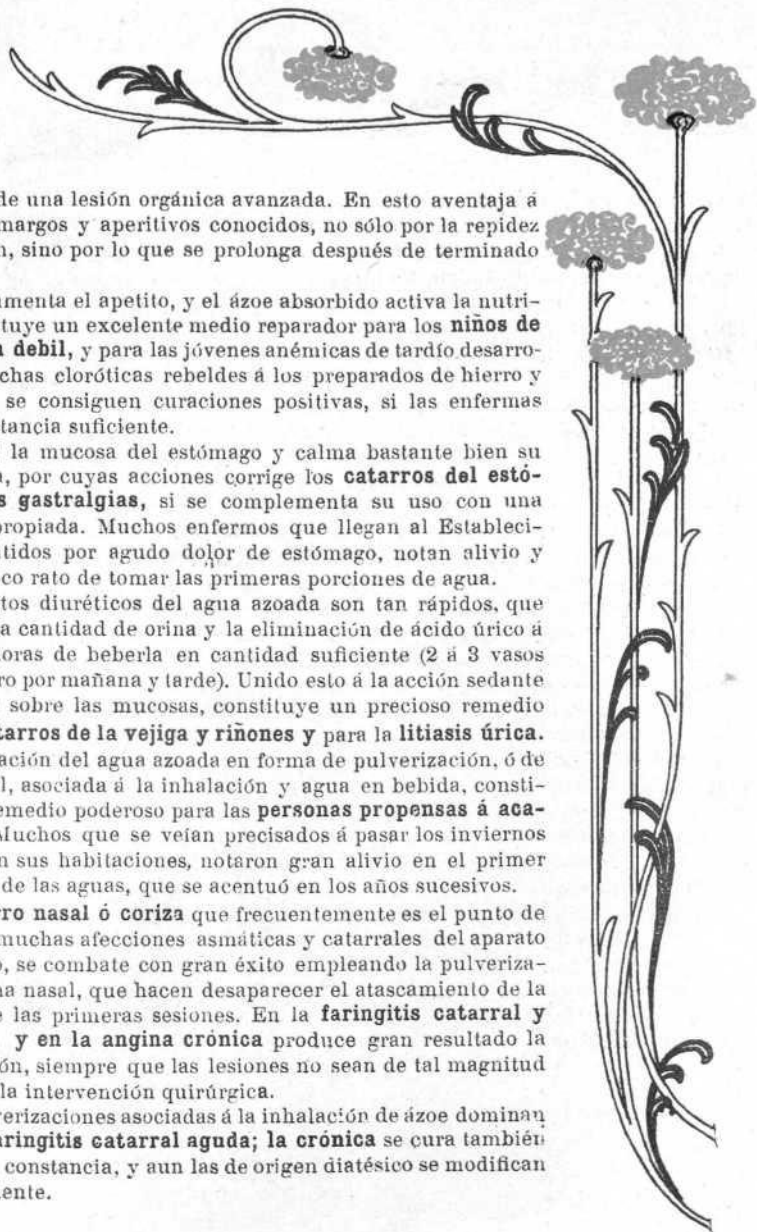 de una lesión orgánica avanzada. En esto aventaja á
margos y aperitivos conocidos, no sólo por la repidez
n, sino por lo que se prolonga después de terminado
umenta el apetito, y el ázoe absorbido activa la nutri-
tuye un excelente medio reparador para los niños de
a debil, y para las jóvenes anémicas de tardío desarro-
chas cloróticas rebeldes á los preparados de hierro y
se consiguen curaciones positivas, si las enfermas
tancia suficiente.
la mucosa del estómago y calma bastante bien su
, por cuyas acciones corrige los catarros del estó-
s gastralgias, si se complementa su uso con una
propiada. Muchos enfermos que llegan al Estableci-
tidos por agudo dolor de estómago, notan alivio y
co rato de tomar las primeras porciones de agua.
tos diuréticos del agua azoada son tan rápidos, que
a cantidad de orina y la eliminación de ácido úrico á
oras de beberla en cantidad suficiente (2 á 3 vasos
ro por mañana y tarde). Unido esto á la acción sedante
sobre las mucosas, constituye un precioso remedio
tarros de la vejiga y riñones y para la litiasis úrica.
ación del agua azoada en forma de pulverización, ó de
l, asociada á la inhalación y agua en bebida, consti-
emedio poderoso para las personas propensas á aca-
Muchos que se veían precisados á pasar los inviernos
n sus habitaciones, notaron gran alivio en el primer
de las aguas, que se acentuó en los años sucesivos.
rro nasal ó coriza que frecuentemente es el punto de
muchas afecciones asmáticas y catarrales del aparato
o, se combate con gran éxito empleando la pulveriza-
ha nasal, que hacen desaparecer el atascamiento de la
e las primeras sesiones. En la faringitis catarral y
y en la angina crónica produce gran resultado la
ón, siempre que las lesiones no sean de tal magnitud
la intervención quirúrgica.
verizaciones asociadas á la inhalación de ázoe dominan
aringitis catarral aguda; la crónica se cura también
constancia, y aun las de origen diatésico se modifican
ente.